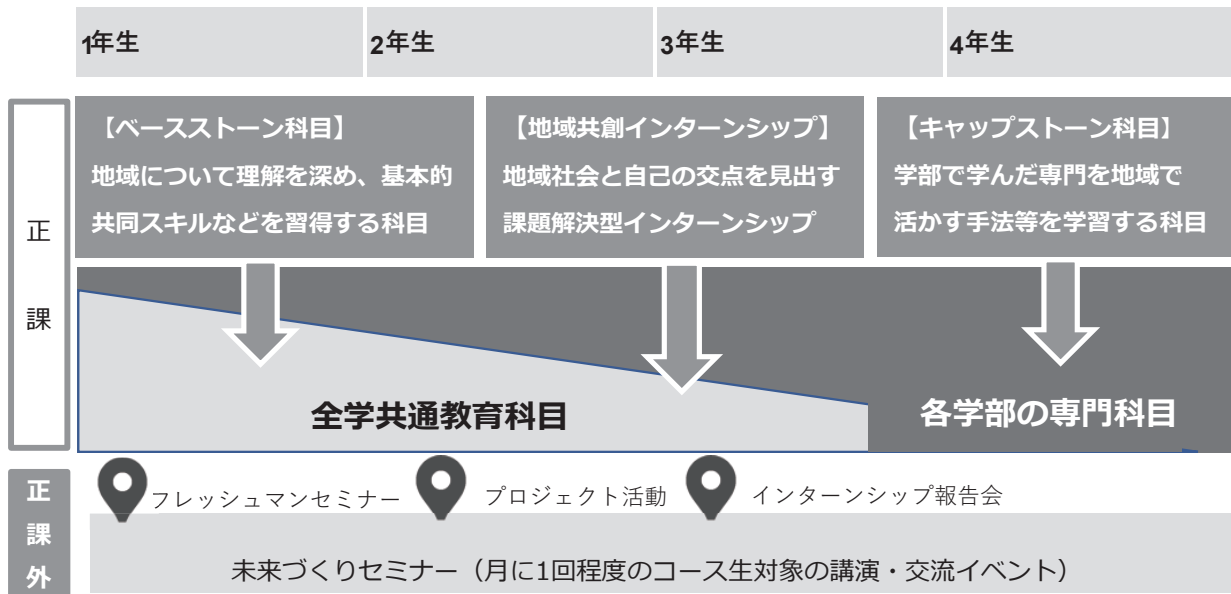 1年生
2年生
3年生
4年生
正課
【ベースストーン科目】
地域について理解を深め、基本的
共同スキルなどを習得する科目
【地域共創インターンシップ】
地域社会と自己の交点を見出す
課題解決型インターンシップ
【キャップストーン科目】
学部で学んだ専門を地域で
活かす手法等を学習する科目
全学共通教育科目
各学部の専門科目
正課外
フレッシュマンセミナー
プロジェクト活動
インターンシップ報告会
未来づくりセミナー（月に1回程度のコース生対象の講演・交流イベント）